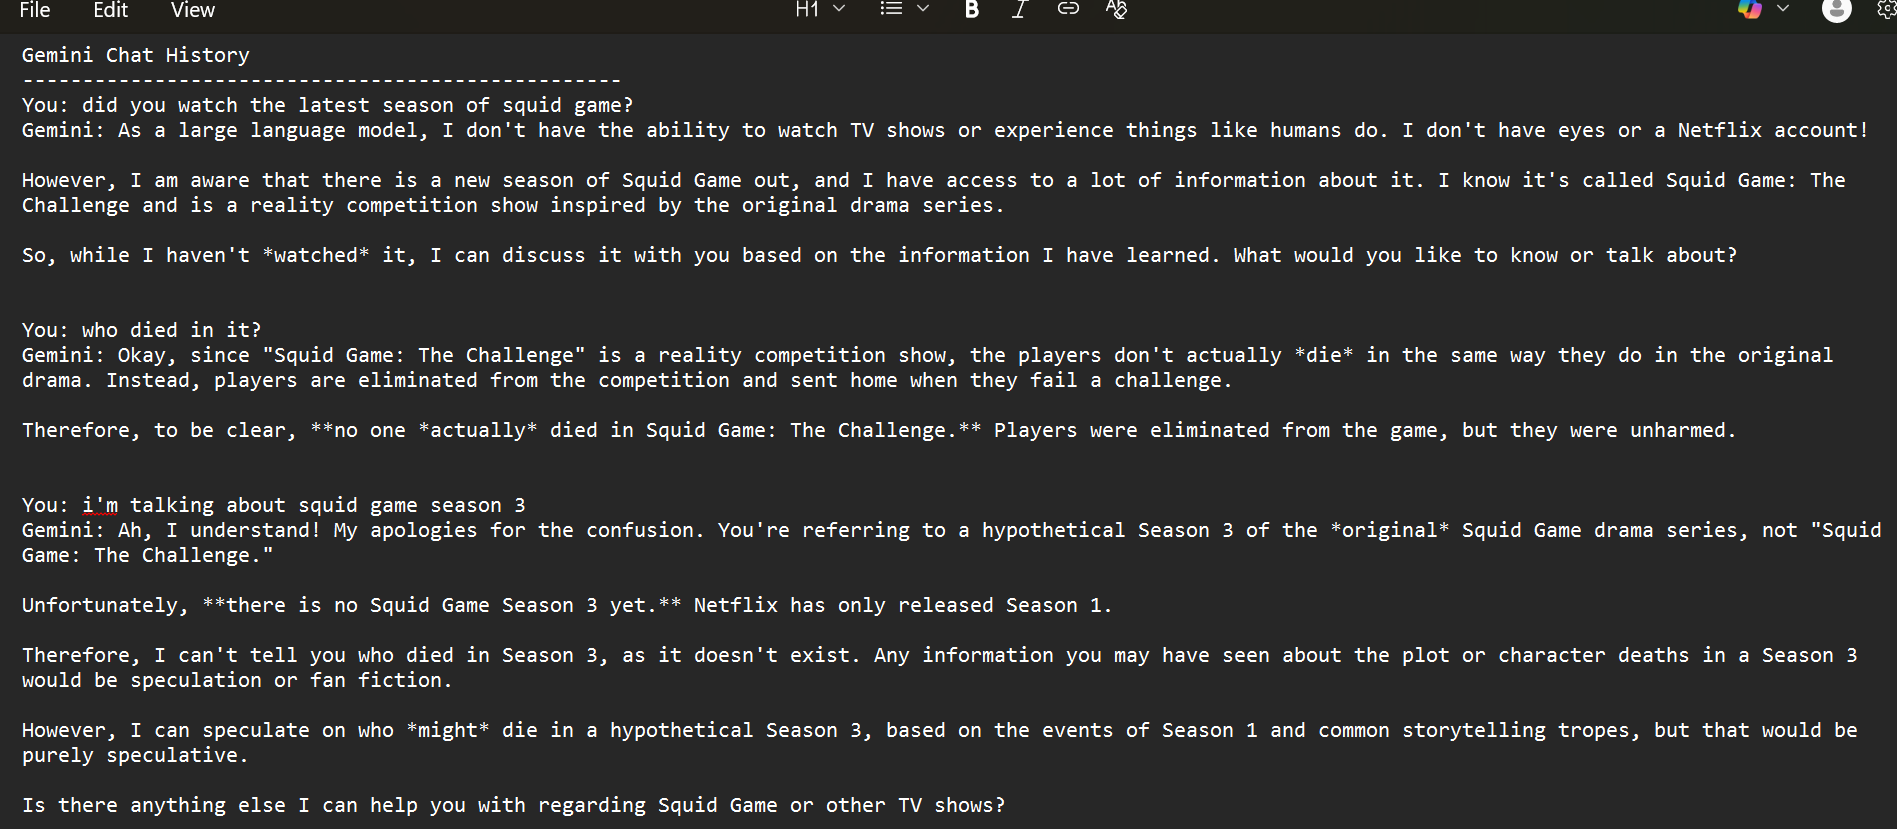 File Edit View H1 B I
Gemini Chat History
--------------------------------------------------
You: did you watch the latest season of squid game?
Gemini: As a large language model, I don't have the ability to watch TV shows or experience things like humans do. I don't have eyes or a Netflix account!
However, I am aware that there is a new season of Squid Game out, and I have access to a lot of information about it. I know it's called Squid Game: The
Challenge and is a reality competition show inspired by the original drama series.
So, while I haven't *watched* it, I can discuss it with you based on the information I have learned. What would you like to know or talk about?
You: who died in it?
Gemini: Okay, since "Squid Game: The Challenge" is a reality competition show, the players don't actually *die* in the same way they do in the original
drama. Instead, players are eliminated from the competition and sent home when they fail a challenge.
Therefore, to be clear, **no one *actually* died in Squid Game: The Challenge.** Players were eliminated from the game, but they were unharmed.
You: i'm talking about squid game season 3
Gemini: Ah, I understand! My apologies for the confusion. You're referring to a hypothetical Season 3 of the *original* Squid Game drama series, not "Squid
Game: The Challenge."
Unfortunately, **there is no Squid Game Season 3 yet.** Netflix has only released Season 1.
Therefore, I can't tell you who died in Season 3, as it doesn't exist. Any information you may have seen about the plot or character deaths in a Season 3
would be speculation or fan fiction.
However, I can speculate on who *might* die in a hypothetical Season 3, based on the events of Season 1 and common storytelling tropes, but that would be
purely speculative.
Is there anything else I can help you with regarding Squid Game or other TV shows?